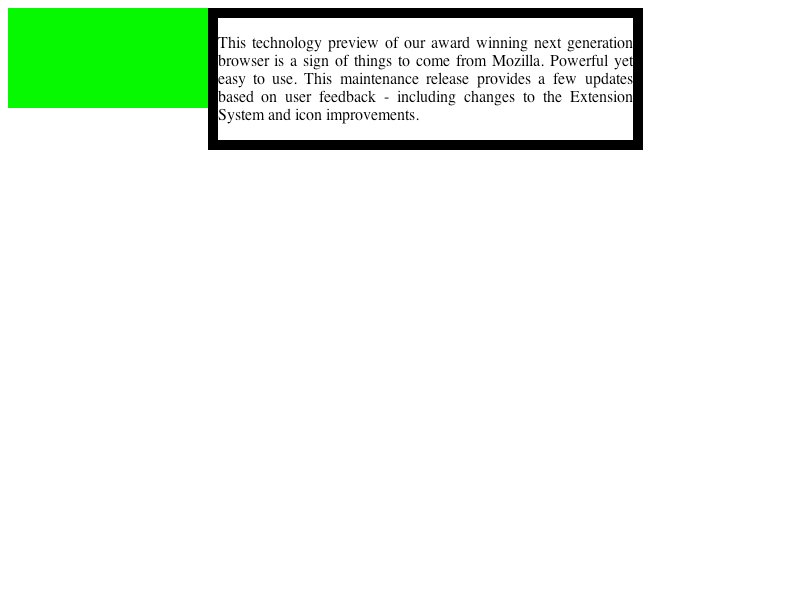 This technology preview of our award winning next generation
browser is a sign of things to come from Mozilla. Powerful yet
easy to use. This maintenance release provides a few updates
based on user feedback - including changes to the Extension
System and icon improvements.